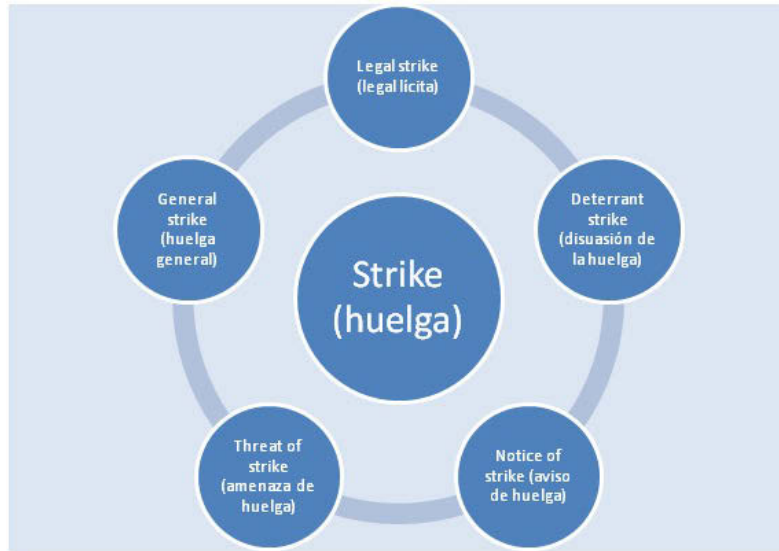 Legal strike
(legal lícita)
Deterrant
strike
(disuasión de
la huelga)
Notice of
strike (aviso
de huelga)
Threat of
strike
(amenaza de
huelga)
General
strike
(huelga
general)
Strike
(huelga)